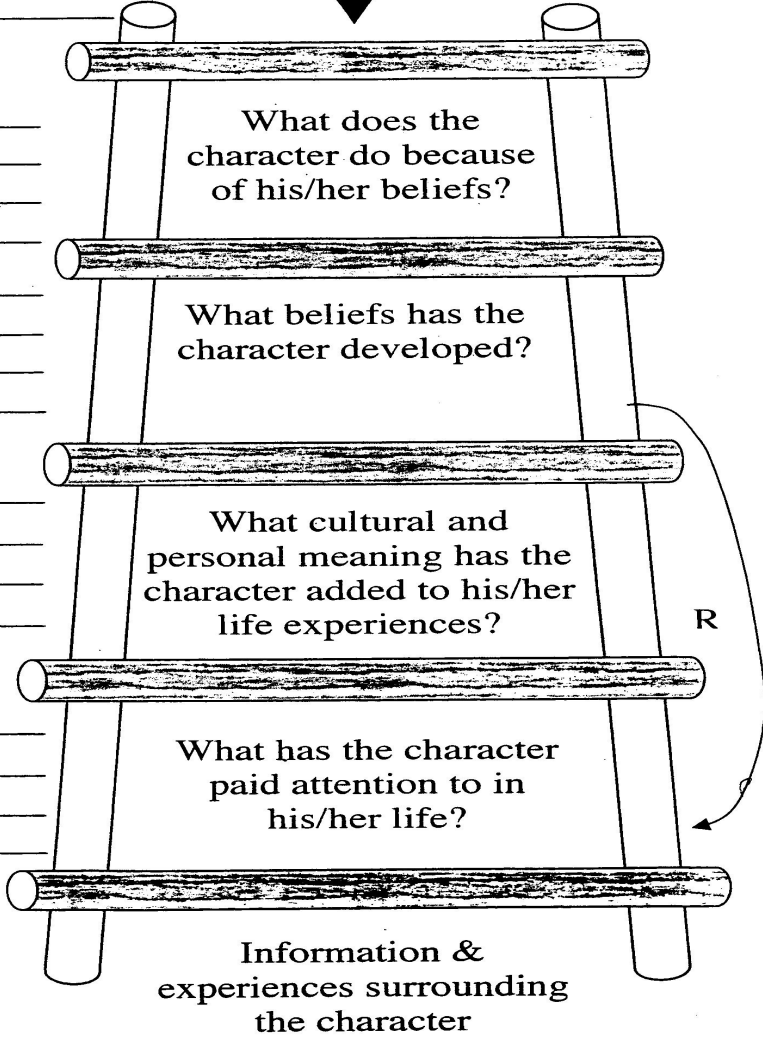 What does the
character do because
of his/her beliefs?
What beliefs has the
character developed?
What cultural and
personal meaning has the
character added to his/her
life experiences?
R
What has the character
paid attention to in
his/her life?
Information &
experiences surrounding
the character